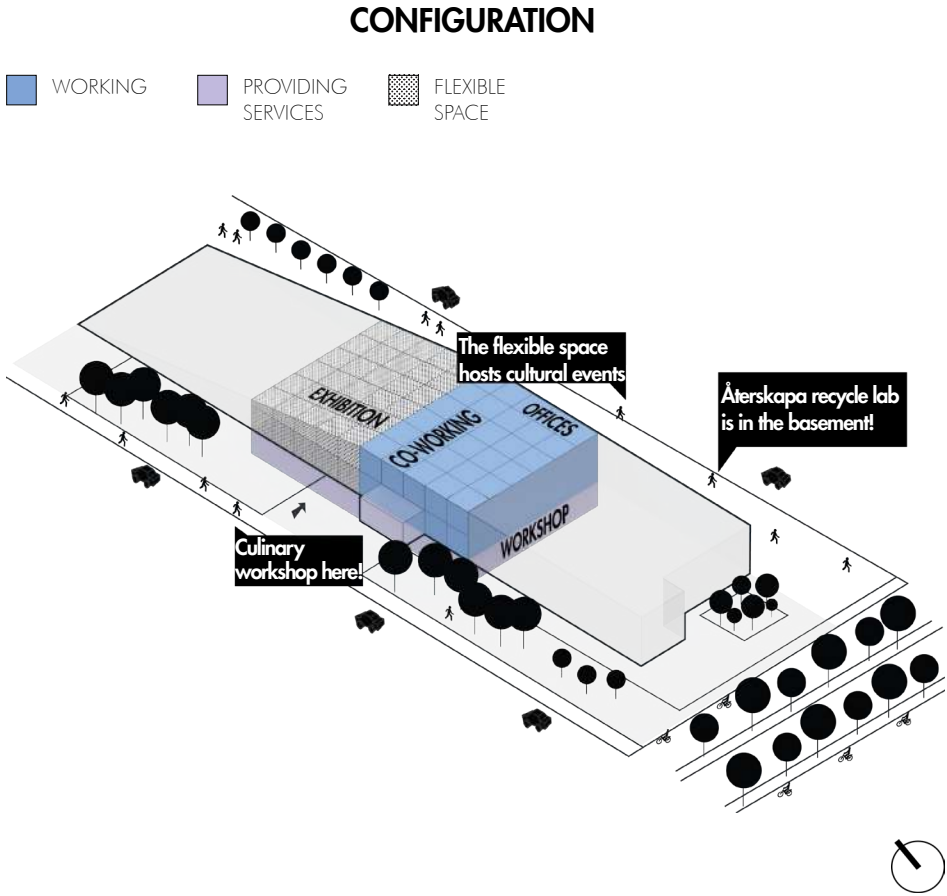 CONFIGURATION
WORKING
PROVIDING
SERVICES
FLEXIBLE
SPACE
The flexible space
hosts cultural events
Återskapa recycle lab
is in the basement!
EXHIBITION
CO-WORKING
OFFICES
WORKSHOP
Culinary
workshop here!